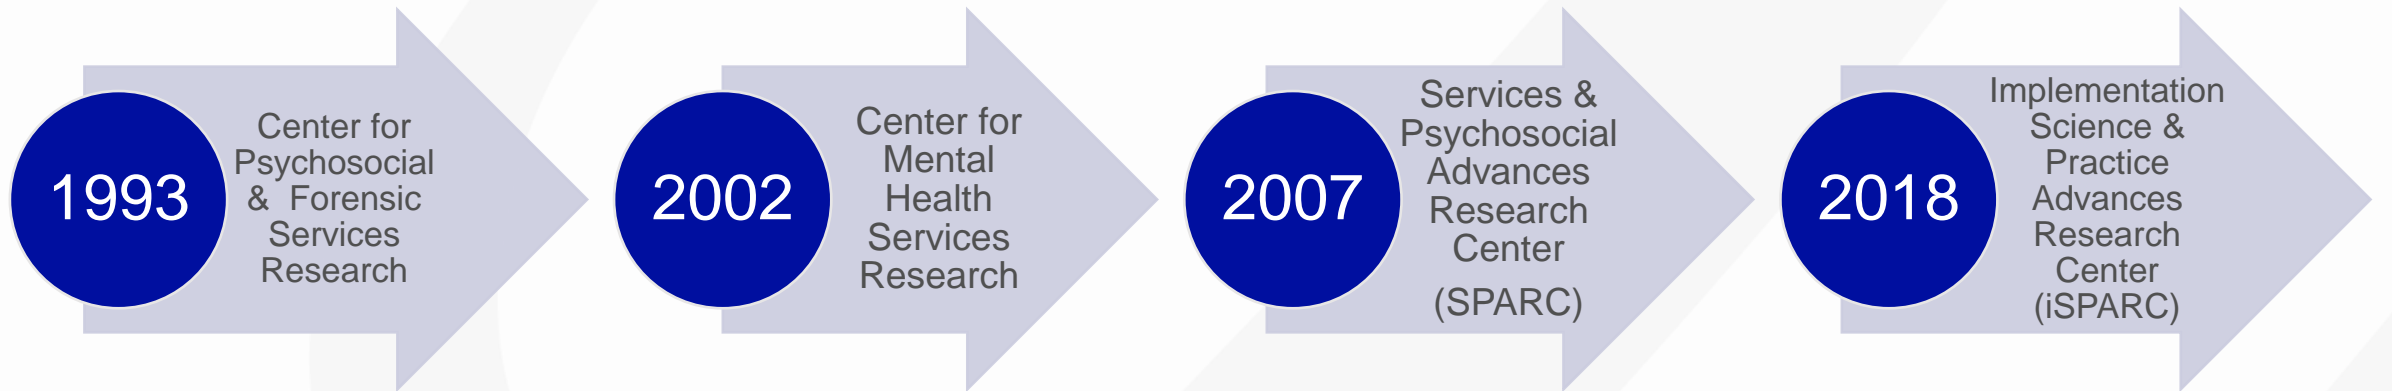 1993
Center for
Psychosocial
& Forensic
Services
Research
2002
Center for
Mental
Health
Services
Research
2007
Services &
Psychosocial
Advances
Research
Center
(SPARC)
2018
Implementation
Science &
Practice
Advances
Research
Center
(iSPARC)